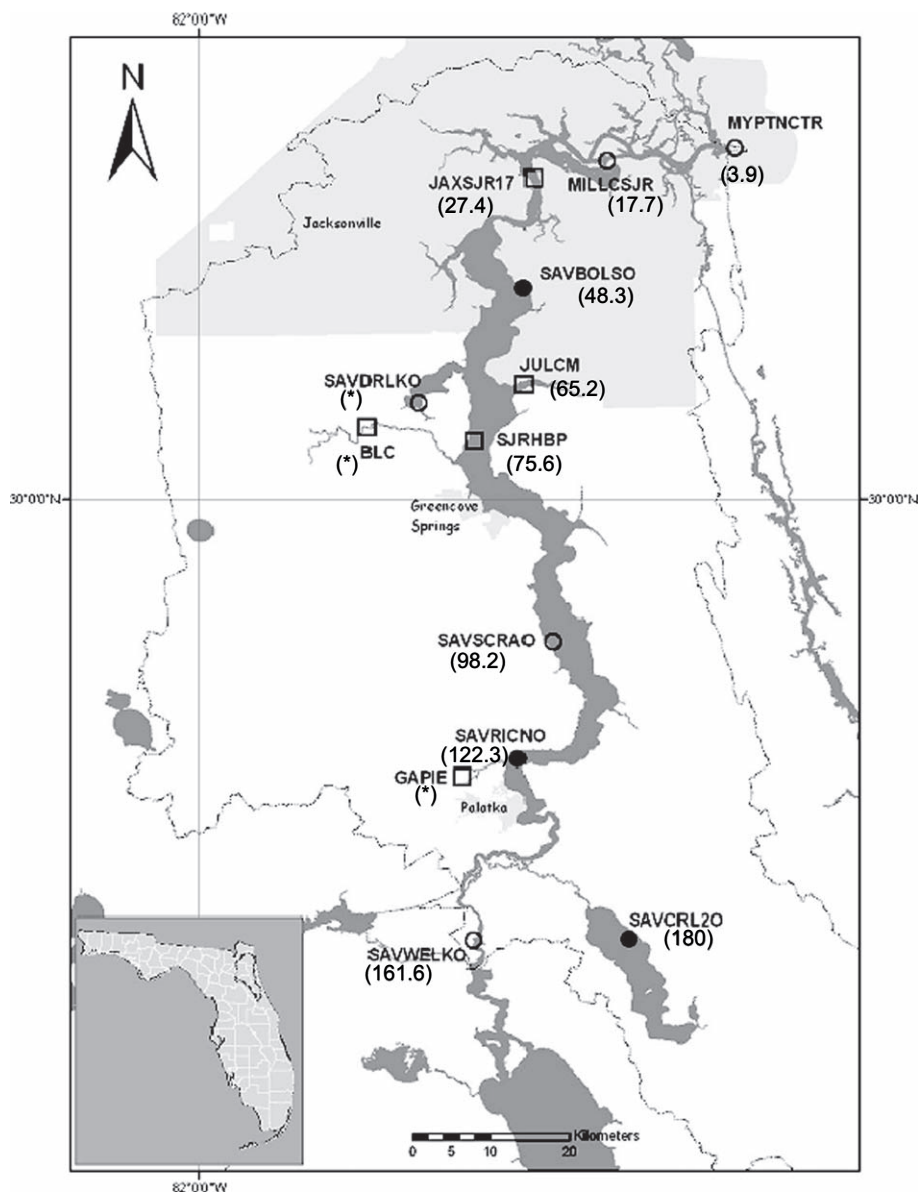 82°0'0"W
N
MYPTNCTR
(3.9)
JAXSJR17
(27.4)
MILLCSJR
(17.7)
Jacksonville
SAVBOLSO
(48.3)
JULCM
(65.2)
SAVDRLKO
(*)
BLC
(*)
SJRHBP
(75.6)
30°0'0"N
30°0'0"N
Greencove
Springs
SAVSCRAO
(98.2)
SAVRICNO
(122.3)
GAPIE
(*)
Palatka
SAVCRL2O
(180)
SAVWELKO
(161.6)
Kilometers
0 5 10 20
82°0'0"W